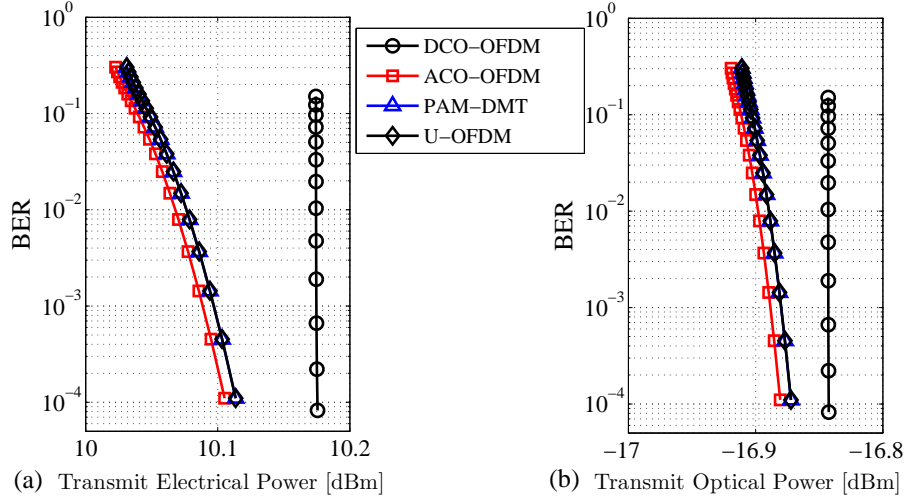 DCO−OFDM
ACO−OFDM
PAM−DMT
U−OFDM
10^0
10^−1
10^−2
10^−3
10^−4
BER
10
10.1
10.2
(a) Transmit Electrical Power [dBm]
10^0
10^−1
10^−2
10^−3
10^−4
BER
−17
−16.9
−16.8
(b) Transmit Optical Power [dBm]